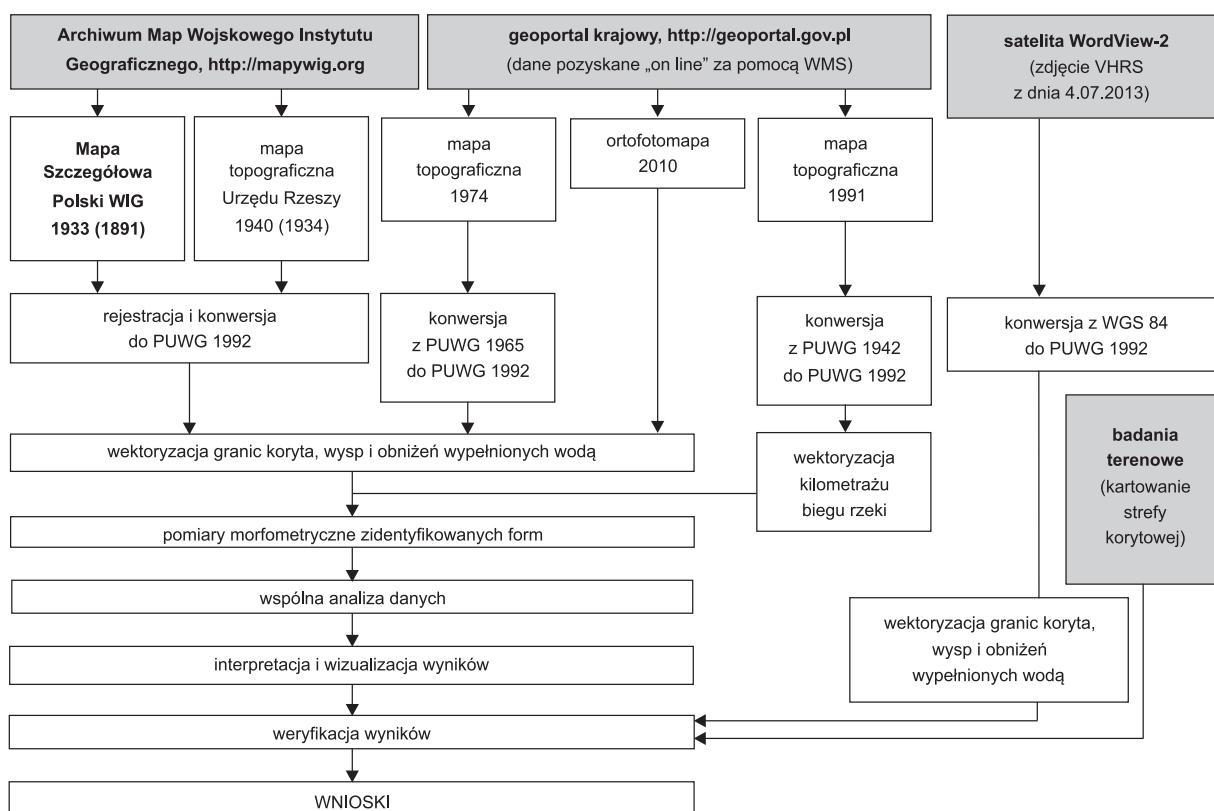 Archiwum Map Wojskowego Instytutu
Geograficznego, http://mapywig.org
geoportal krajowy, http://geoportal.gov.pl
(dane pozyskane „on line” za pomocą WMS)
satelita WordView-2
(zdjęcie VHRS
z dnia 4.07.2013)
Mapa
Szczegółowa
Polski WIG
1933 (1891)
mapa
topograficzna
Urzędu Rzeszy
1940 (1934)
mapa
topograficzna
1974
ortofotomapa
2010
mapa
topograficzna
1991
rejestracja i konwersja
do PUWG 1992
konwersja
z PUWG 1965
do PUWG 1992
konwersja
z PUWG 1942
do PUWG 1992
konwersja z WGS 84
do PUWG 1992
badania
terenowe
(kartowanie
strefy
korytowej)
wektoryzacja granic koryta, wysp i obniżeń wypełnionych wodą
wektoryzacja
kilometrażu
biegu rzeki
pomiary morfometryczne zidentyfikowanych form
wspólna analiza danych
wektoryzacja granic koryta,
wysp i obniżeń
wypełnionych wodą
interpretacja i wizualizacja wyników
weryfikacja wyników
WNIOSKI